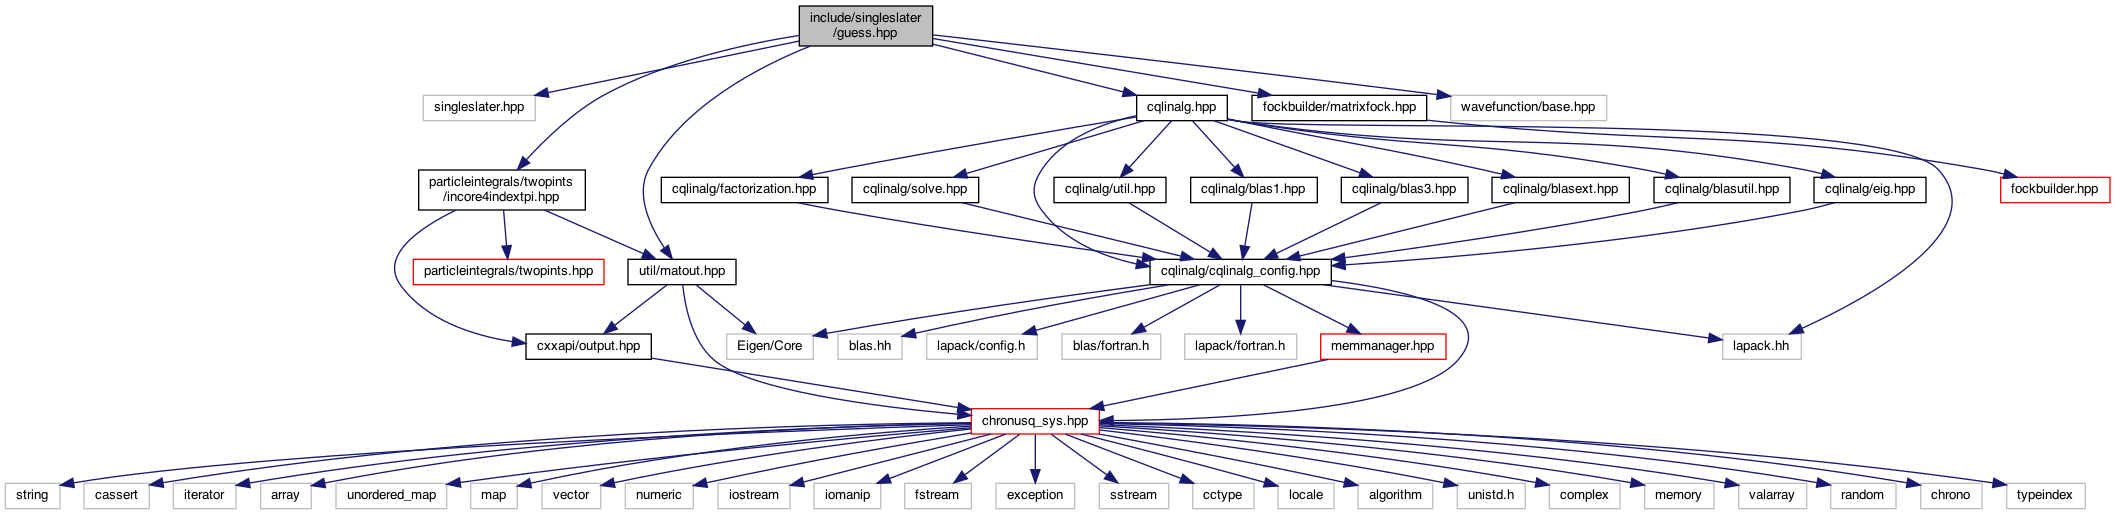 include/singleslater
/guess.hpp
singleslater.hpp
cqlinalg.hpp
fockbuilder/matrixfock.hpp
wavefunction/base.hpp
particleintegrals/twopints
/incore4indextpi.hpp
cqlinalg/factorization.hpp
cqlinalg/solve.hpp
cqlinalg/util.hpp
cqlinalg/blas1.hpp
cqlinalg/blas3.hpp
cqlinalg/blasext.hpp
cqlinalg/blasutil.hpp
cqlinalg/eig.hpp
fockbuilder.hpp
particleintegrals/twopints.hpp
util/matout.hpp
cqlinalg/cqlinalg_config.hpp
cxxapi/output.hpp
Eigen/Core
blas.hh
lapack/config.h
blas/fortran.h
lapack/fortran.h
memmanager.hpp
lapack.hh
chronusq_sys.hpp
string
cassert
iterator
array
unordered_map
map
vector
numeric
iostream
iomanip
fstream
exception
sstream
cctype
locale
algorithm
unistd.h
complex
memory
valarray
random
chrono
typeindex